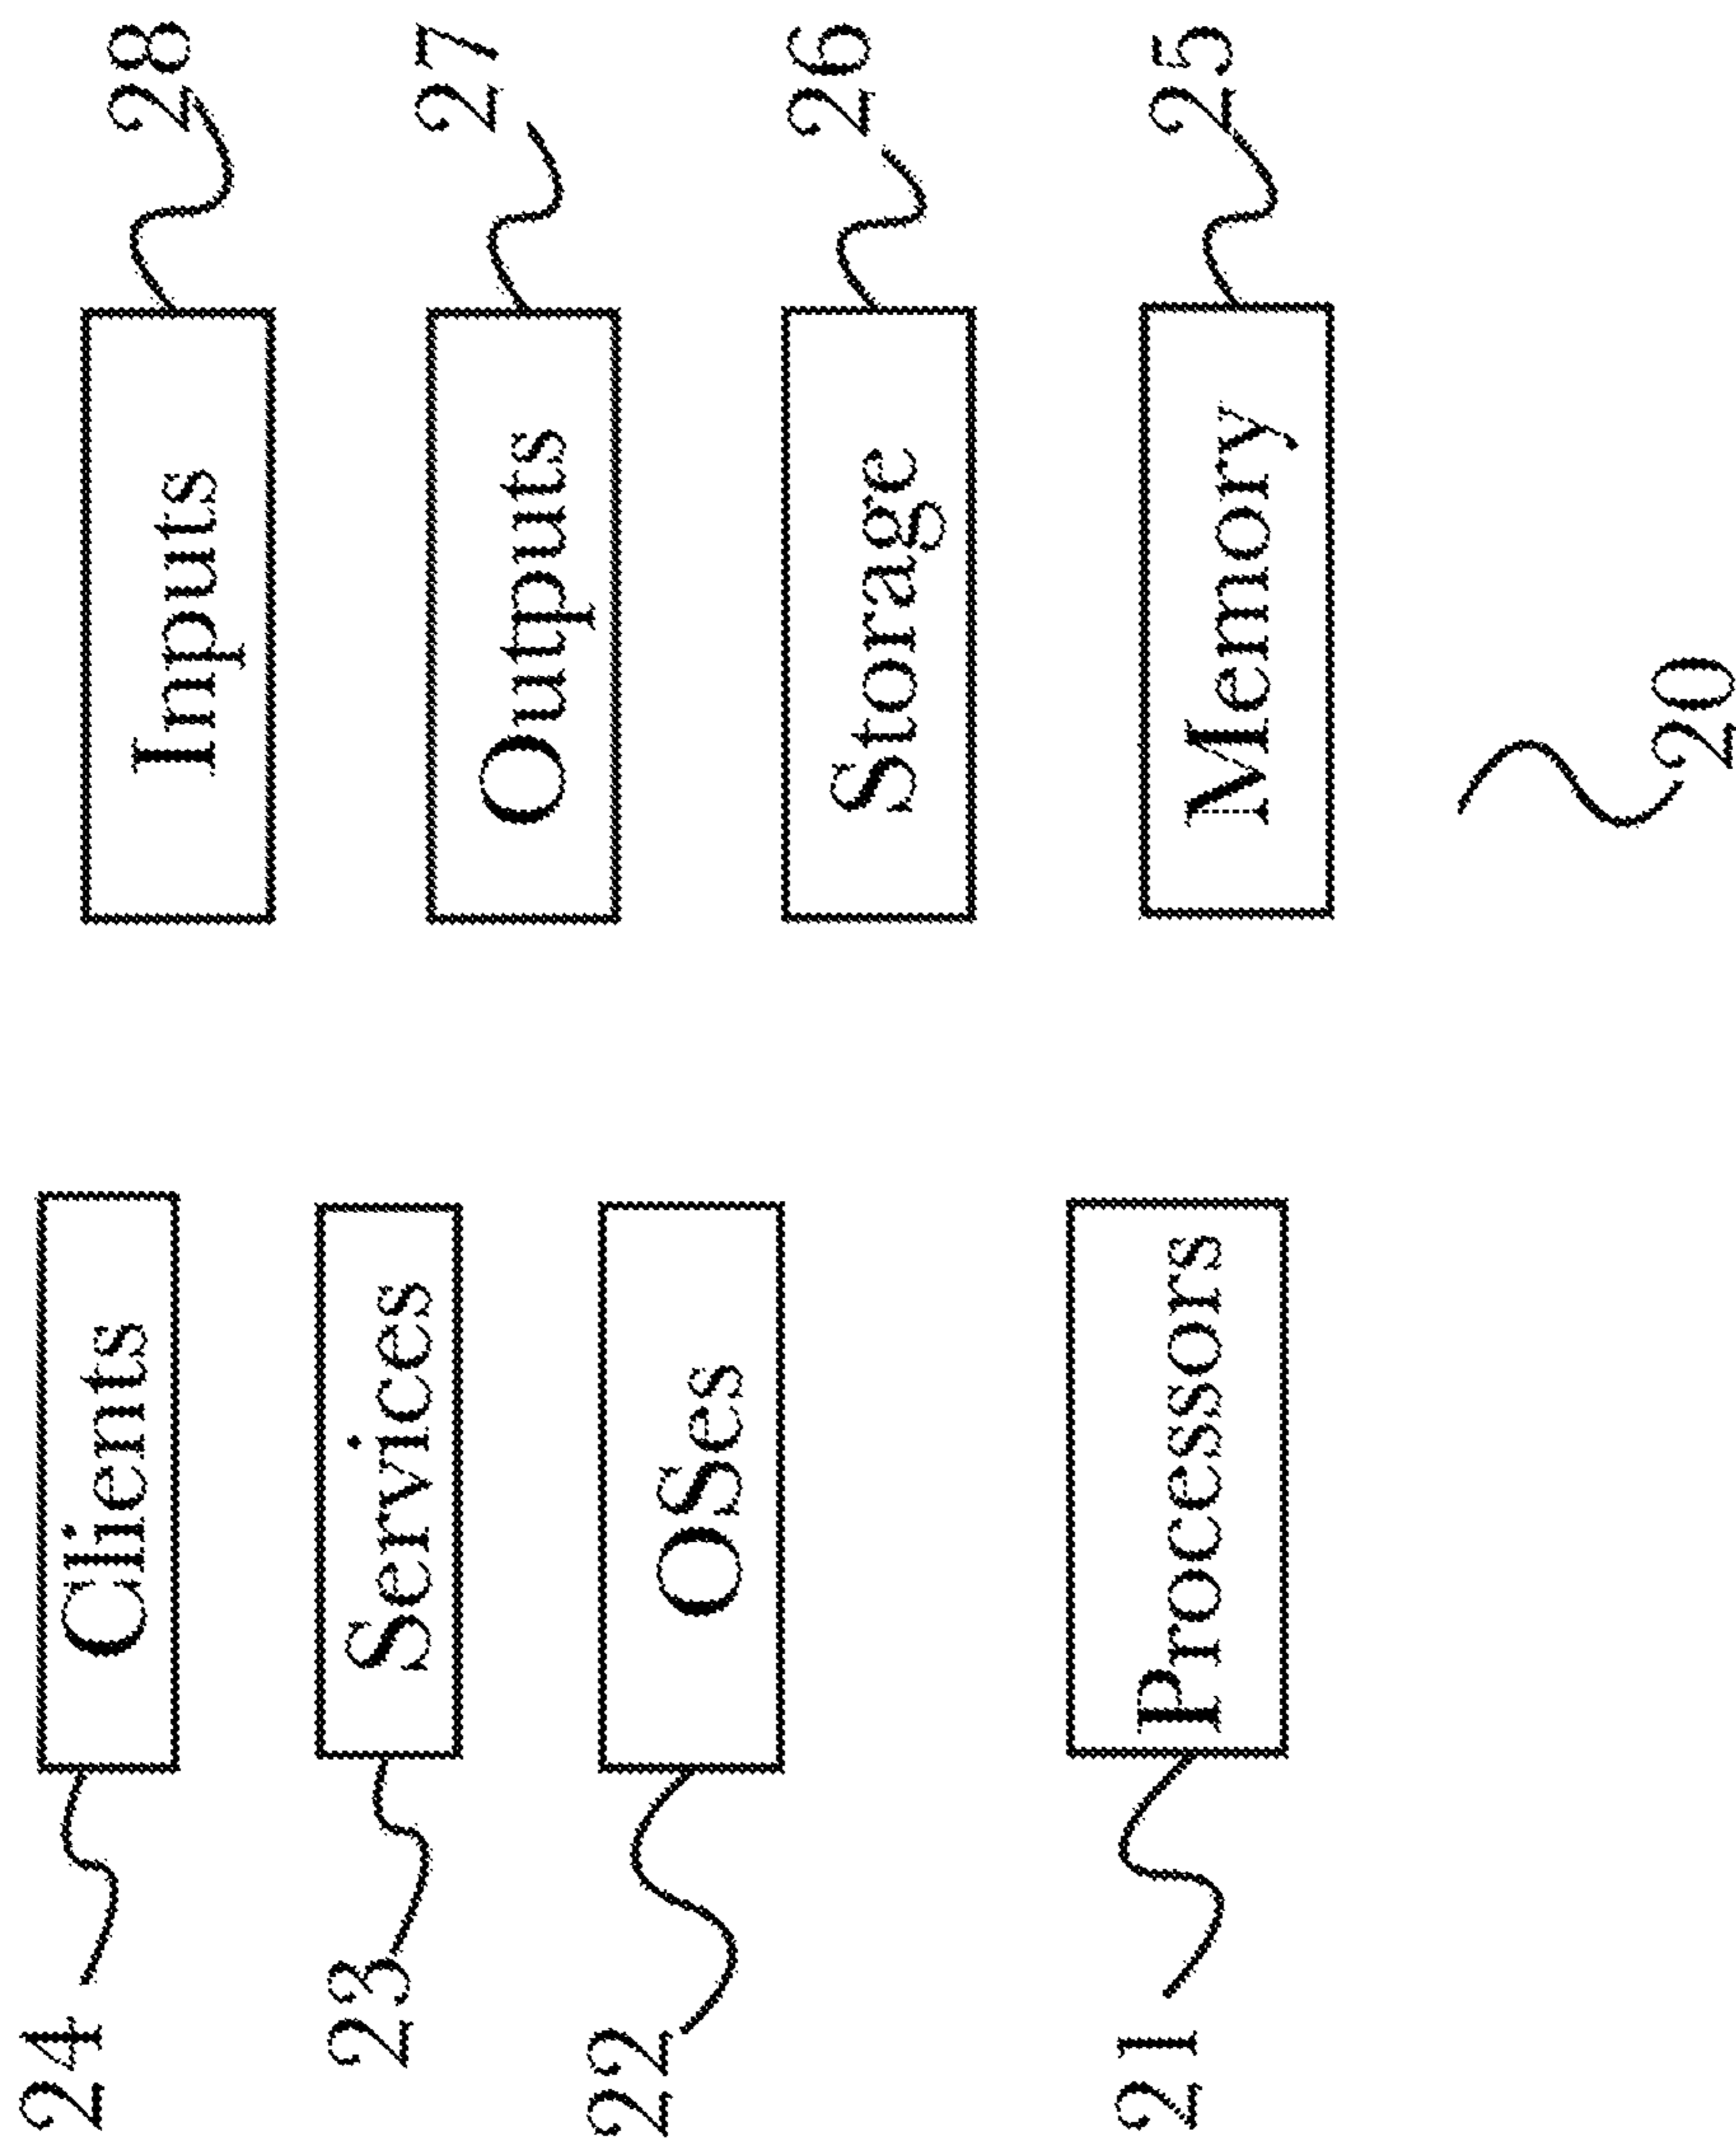 24
Clients
Inputs
28
23
Services
Outputs
27
22
OSes
Storage
26
21
Processors
Memory
25
20